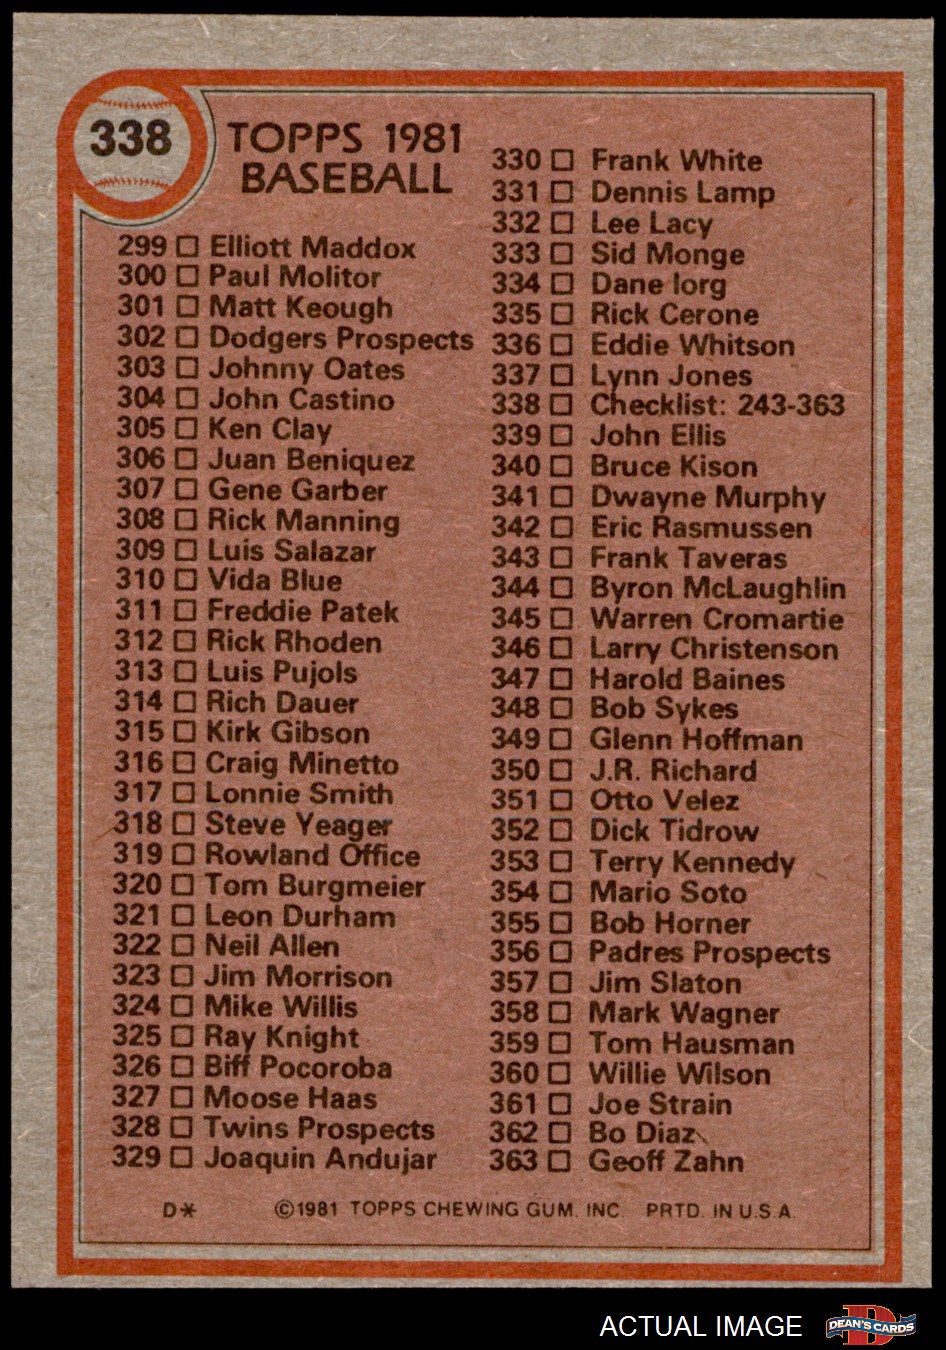 338
TOPPS 1981
BASEBALL
299 □ Elliott Maddox
300 □ Paul Molitor
301 □ Matt Keough
302 □ Dodgers Prospects
303 □ Johnny Oates
304 □ John Castino
305 □ Ken Clay
306 □ Juan Beniquez
307 □ Gene Garber
308 □ Rick Manning
309 □ Luis Salazar
310 □ Vida Blue
311 □ Freddie Patek
312 □ Rick Rhoden
313 □ Luis Pujols
314 □ Rich Dauer
315 □ Kirk Gibson
316 □ Craig Minetto
317 □ Lonnie Smith
318 □ Steve Yeager
319 □ Rowland Office
320 □ Tom Burgmeier
321 □ Leon Durham
322 □ Neil Allen
323 □ Jim Morrison
324 □ Mike Willis
325 □ Ray Knight
326 □ Biff Pocoroba
327 □ Moose Haas
328 □ Twins Prospects
329 □ Joaquin Andujar
330 □ Frank White
331 □ Dennis Lamp
332 □ Lee Lacy
333 □ Sid Monge
334 □ Dane Iorg
335 □ Rick Cerone
336 □ Eddie Whitson
337 □ Lynn Jones
338 □ Checklist: 243-363
339 □ John Ellis
340 □ Bruce Kison
341 □ Dwayne Murphy
342 □ Eric Rasmussen
343 □ Frank Taveras
344 □ Byron McLaughlin
345 □ Warren Cromartie
346 □ Larry Christenson
347 □ Harold Baines
348 □ Bob Sykes
349 □ Glenn Hoffman
350 □ J.R. Richard
351 □ Otto Velez
352 □ Dick Tidrow
353 □ Terry Kennedy
354 □ Mario Soto
355 □ Bob Horner
356 □ Padres Prospects
357 □ Jim Slaton
358 □ Mark Wagner
359 □ Tom Hausman
360 □ Willie Wilson
361 □ Joe Strain
362 □ Bo Diaz
363 □ Geoff Zahn
D* ©1981 TOPPS CHEWING GUM, INC. PRTD. IN U.S.A.
ACTUAL IMAGE
D
DEAN'S CARDS